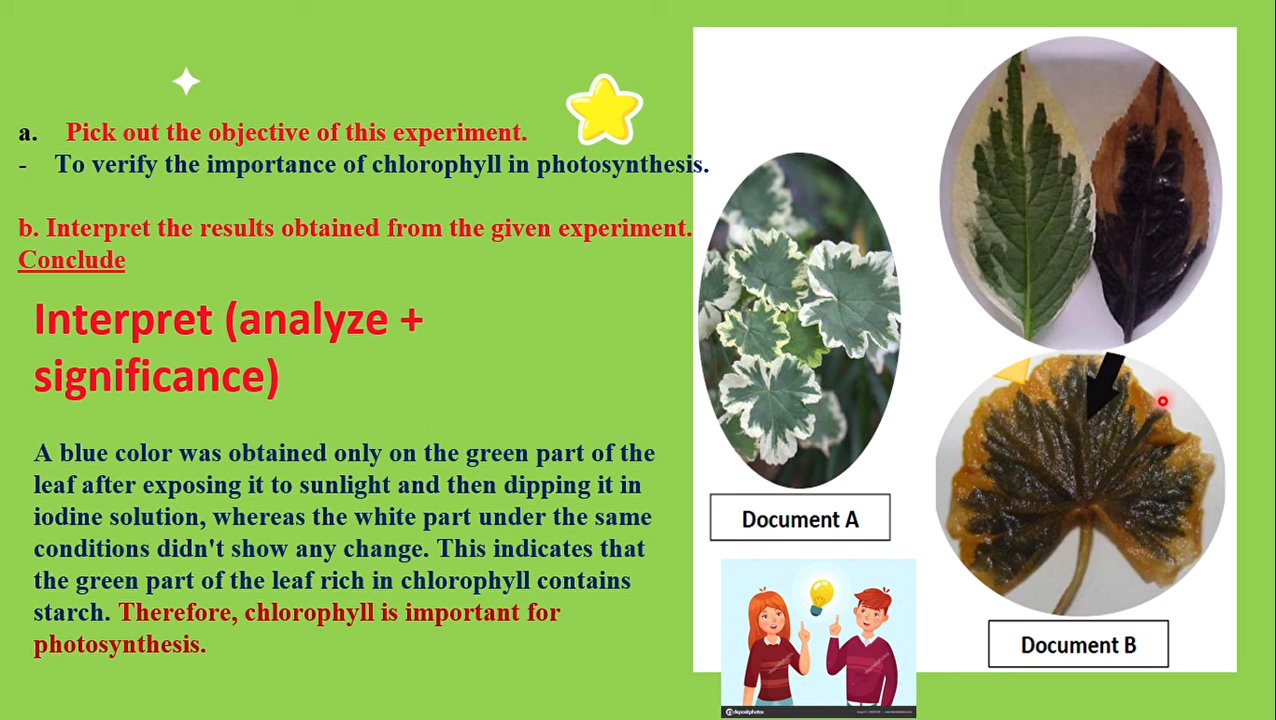 a. Pick out the objective of this experiment.
- To verify the importance of chlorophyll in photosynthesis.
b. Interpret the results obtained from the given experiment.
Conclude
Interpret (analyze +
significance)
A blue color was obtained only on the green part of the
leaf after exposing it to sunlight and then dipping it in
iodine solution, whereas the white part under the same
conditions didn't show any change. This indicates that
the green part of the leaf rich in chlorophyll contains
starch. Therefore, chlorophyll is important for
photosynthesis.
Document A
Document B
depositphotos